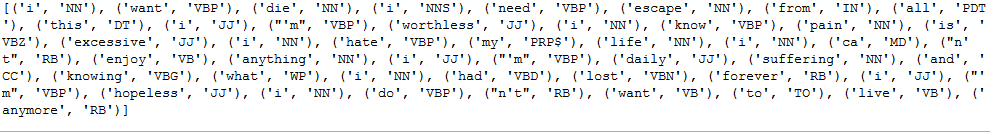 [('i', 'NN'), ('want', 'VBP'), ('die', 'NN'), ('i', 'NNS'), ('need', 'VBP'), ('escape', 'NN'), ('from', 'IN'), ('all', 'PDT
'), ('this', 'DT'), ('i', 'JJ'), ("'m", 'VBP'), ('worthless', 'JJ'), ('i', 'NN'), ('know', 'VBP'), ('pain', 'NN'), ('is', '
VBZ'), ('excessive', 'JJ'), ('i', 'NN'), ('hate', 'VBP'), ('my', 'PRP$'), ('life', 'NN'), ('i', 'NN'), ('ca', 'MD'), ("n'
t", 'RB'), ('enjoy', 'VB'), ('anything', 'NN'), ('i', 'JJ'), ("'m", 'VBP'), ('daily', 'JJ'), ('suffering', 'NN'), ('and', '
CC'), ('knowing', 'VBG'), ('what', 'WP'), ('i', 'NN'), ('had', 'VBD'), ('lost', 'VBN'), ('forever', 'RB'), ('i', 'JJ'), ("'
m", 'VBP'), ('hopeless', 'JJ'), ('i', 'NN'), ('do', 'VBP'), ("n't", 'RB'), ('want', 'VB'), ('to', 'TO'), ('live', 'VB'), ('
anymore', 'RB')]